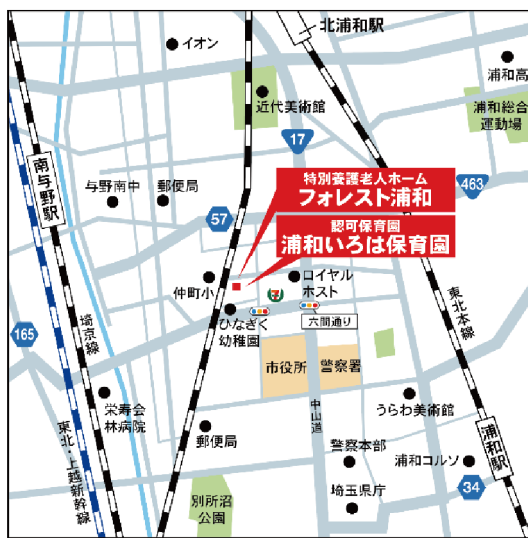 北浦和駅
イオン
浦和高
近代美術館
浦和総合
運動場
17
特別養護老人ホーム
フォレスト浦和
463
南与野駅
与野南中
郵便局
57
認可保育園
浦和いろは保育園
仲町小
ロイヤル
ホスト
7
ひなぎく
幼稚園
六間通り
東北本線
165
埼京線
市役所
警察署
中山道
栄寿会
林病院
うらわ美術館
東北・上越新幹線
郵便局
警察本部
浦和コルソ
浦和駅
34
別所沼
公園
埼玉県庁